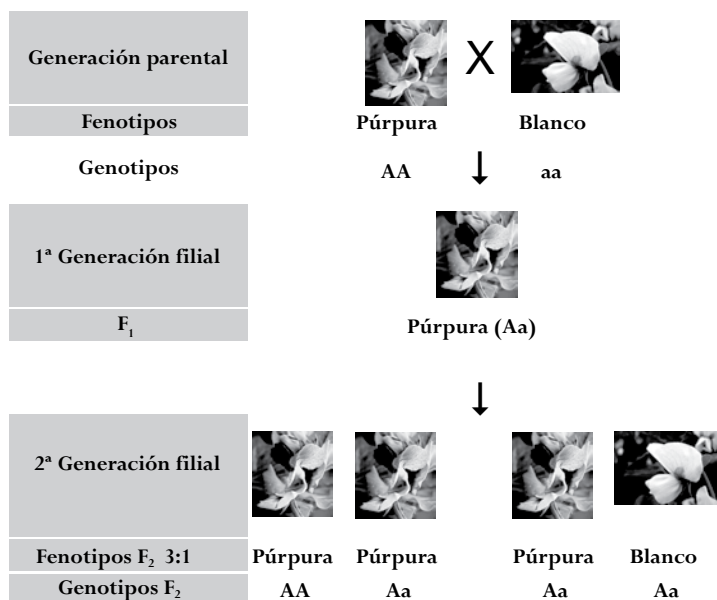 Generación parental
X
Fenotipos Púrpura Blanco
Genotipos AA aa
1ª Generación filial
F₁ Púrpura (Aa)
2ª Generación filial
Fenotipos F₂ 3:1 Púrpura Púrpura Púrpura Blanco
Genotipos F₂ AA Aa Aa Aa